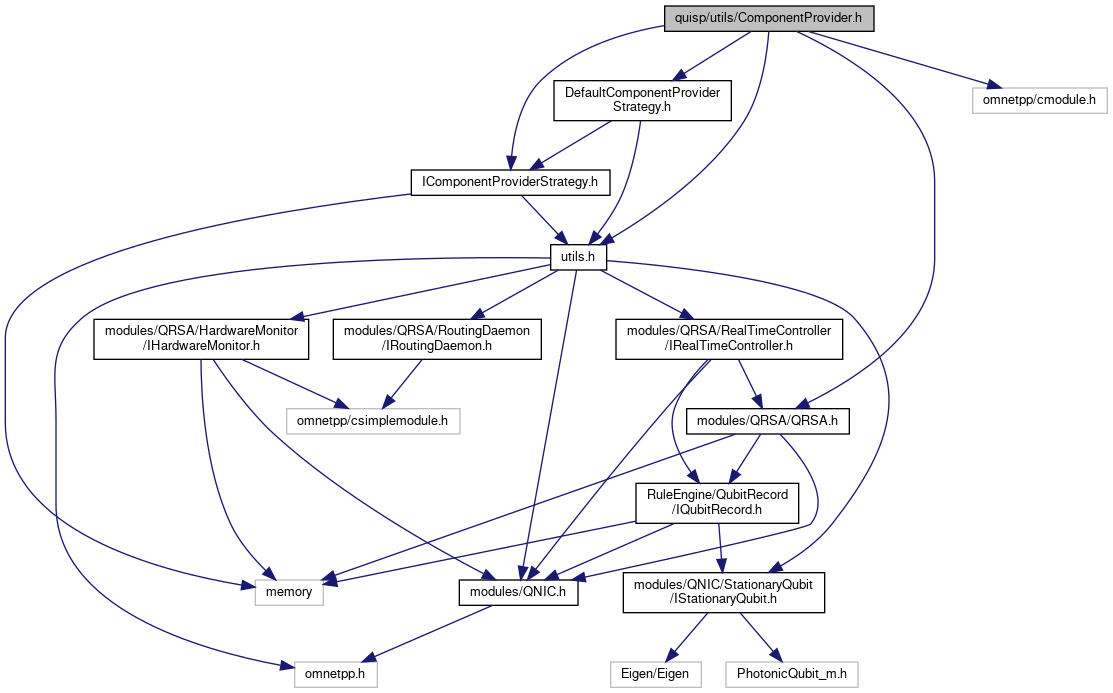 quisp/utils/ComponentProvider.h
DefaultComponentProvider
Strategy.h
omnetpp/cmodule.h
IComponentProviderStrategy.h
utils.h
modules/QRSA/HardwareMonitor
/IHardwareMonitor.h
modules/QRSA/RoutingDaemon
/IRoutingDaemon.h
modules/QRSA/RealTimeController
/IRealTimeController.h
omnetpp/csimplemodule.h
modules/QRSA/QRSA.h
RuleEngine/QubitRecord
/IQubitRecord.h
memory
modules/QNIC.h
modules/QNIC/StationaryQubit
/IStationaryQubit.h
omnetpp.h
Eigen/Eigen
PhotonicQubit_m.h